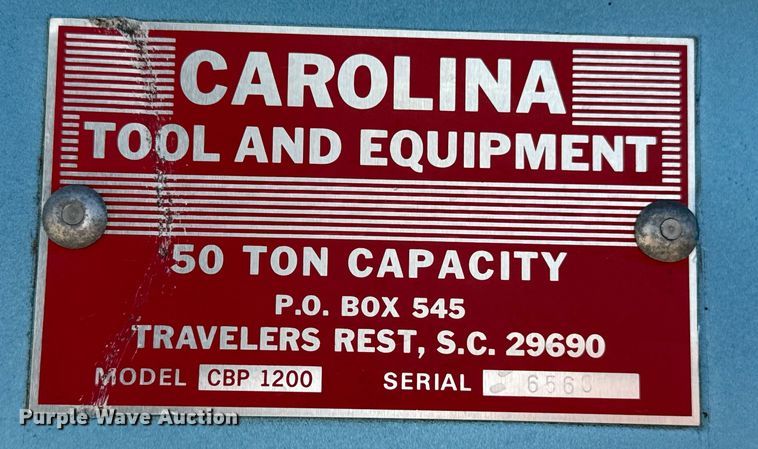 CAROLINA
TOOL AND EQUIPMENT
50 TON CAPACITY
P.O. BOX 545
TRAVELERS REST, S.C. 29690
MODEL CBP 1200 SERIAL
Purple Wave Auction